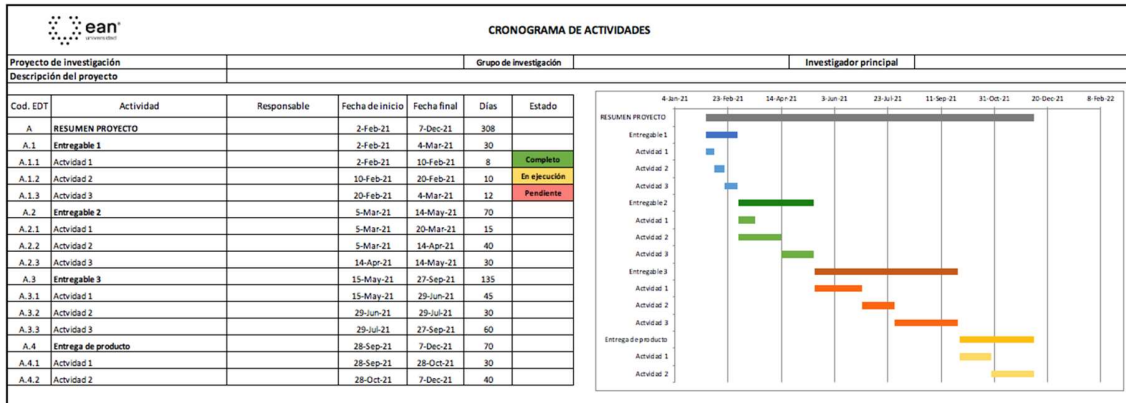 ean
universidad
CRONOGRAMA DE ACTIVIDADES
Proyecto de investigación Grupo de investigación Investigador principal
Descripción del proyecto
Cod. EDT Actividad Responsable Fecha de inicio Fecha final Días Estado
A RESUMEN PROYECTO 2-Feb-21 7-Dec-21 308
A.1 Entregable 1 2-Feb-21 4-Mar-21 30
A.1.1 Actvidad 1 2-Feb-21 10-Feb-21 8 Completo
A.1.2 Actvidad 2 10-Feb-21 20-Feb-21 10 En ejecución
A.1.3 Actvidad 3 20-Feb-21 4-Mar-21 12 Pendiente
A.2 Entregable 2 5-Mar-21 14-May-21 70
A.2.1 Actvidad 1 5-Mar-21 20-Mar-21 15
A.2.2 Actvidad 2 5-Mar-21 14-Apr-21 40
A.2.3 Actvidad 3 14-Apr-21 14-May-21 30
A.3 Entregable 3 15-May-21 27-Sep-21 135
A.3.1 Actvidad 1 15-May-21 29-Jun-21 45
A.3.2 Actvidad 2 29-Jun-21 29-Jul-21 30
A.3.3 Actvidad 3 29-Jul-21 27-Sep-21 60
A.4 Entrega de producto 28-Sep-21 7-Dec-21 70
A.4.1 Actvidad 1 28-Sep-21 28-Oct-21 30
A.4.2 Actvidad 2 28-Oct-21 7-Dec-21 40
4-Jan-21 23-Feb-21 14-Apr-21 3-Jun-21 23-Jul-21 11-Sep-21 31-Oct-21 20-Dec-21 8-Feb-22
RESUMEN PROYECTO
Entregable 1
Actvidad 1
Actvidad 2
Actvidad 3
Entregable 2
Actvidad 1
Actvidad 2
Actvidad 3
Entregable 3
Actvidad 1
Actvidad 2
Actvidad 3
Entrega de producto
Actvidad 1
Actvidad 2